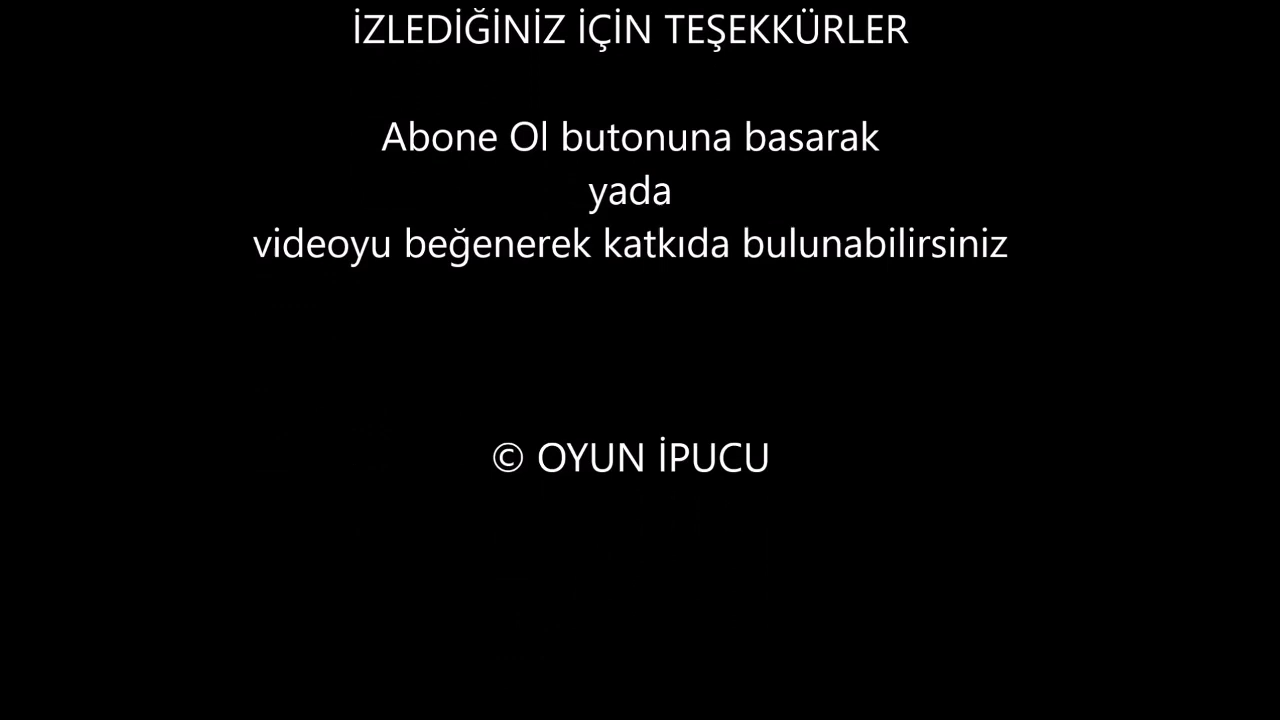 İZLEDİĞİNİZ İÇİN TEŞEKKÜRLER
Abone Ol butonuna basarak
yada
videoyu beğenerek katkıda bulunabilirsiniz
© OYUN İPUCU